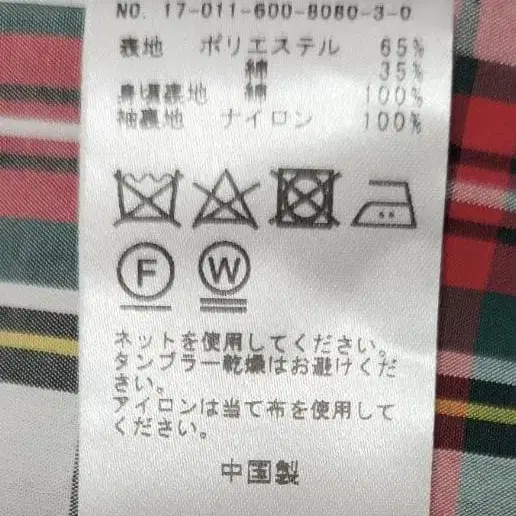 NO. 17-011-600-8080-3-0
表地 ポリエステル 65%
綿 35%
身頃裏地 綿 100%
袖裏地 ナイロン 100%
F W
ネットを使用してください。
タンブラー乾燥はお避けくだ
さい。
アイロンは当て布を使用して
ください。
中国製